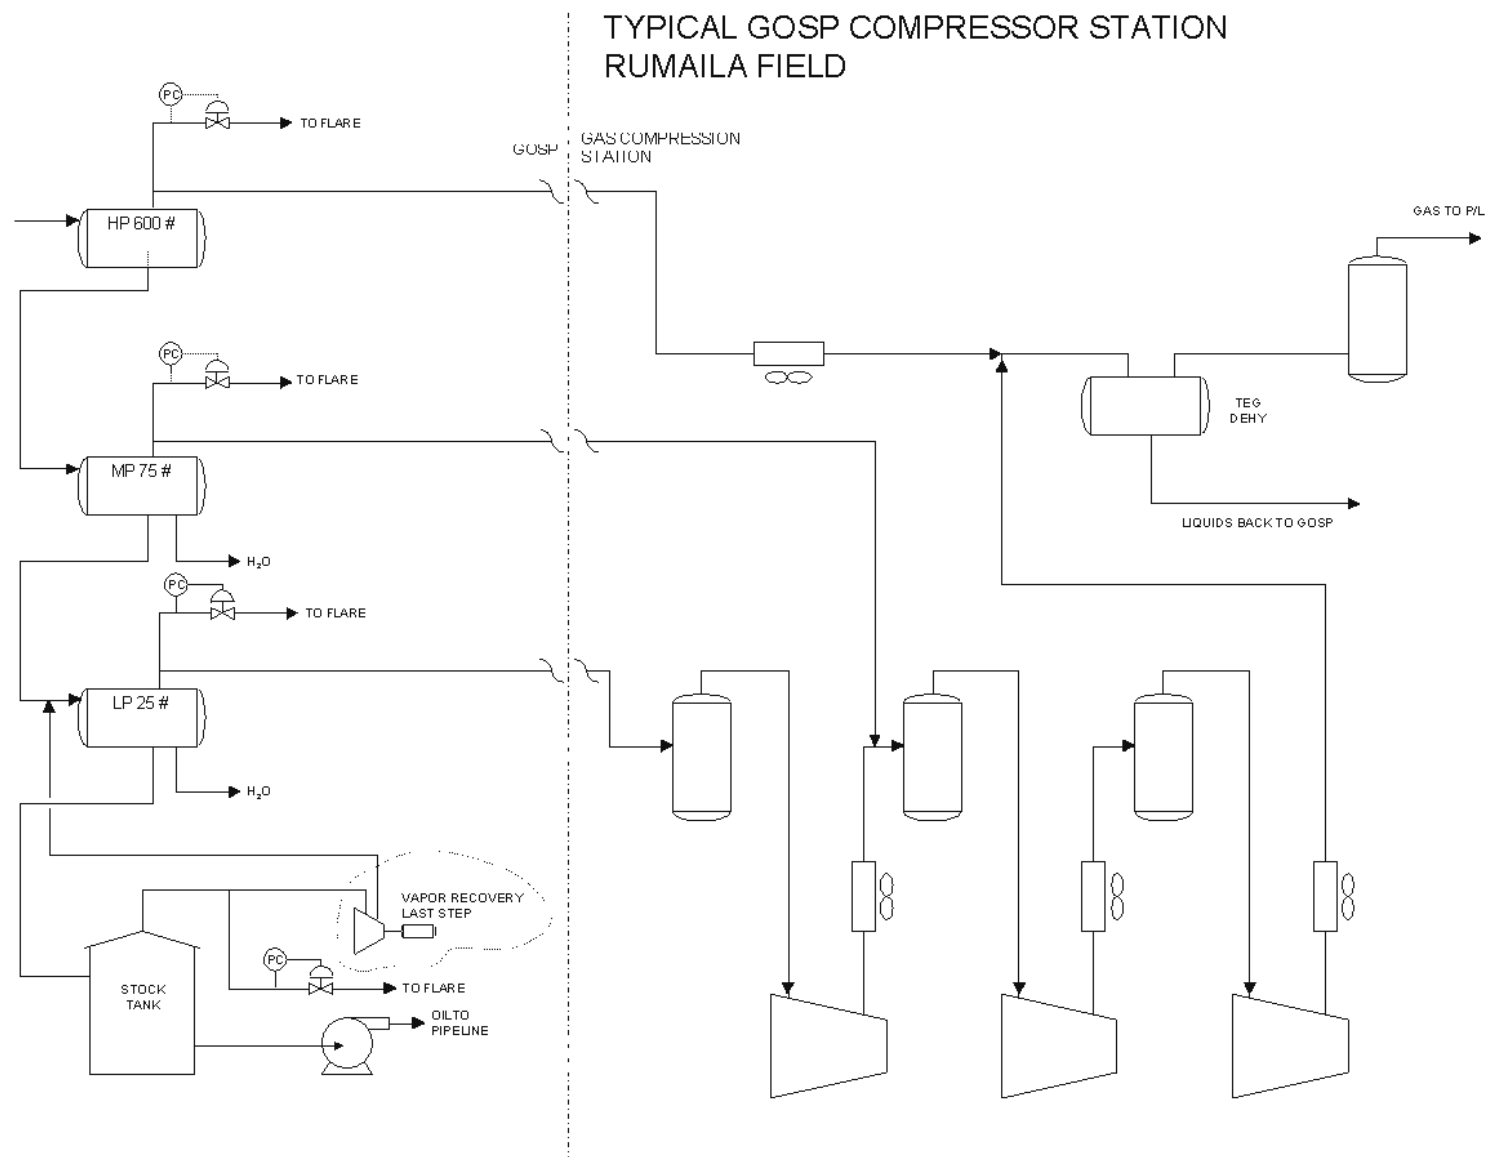 TYPICAL GOSP COMPRESSOR STATION
RUMAILA FIELD
PC
TO FLARE
GOSP
GAS COMPRESSION
STATION
HP 600 #
GAS TO P/L
PC
TO FLARE
TEG
DEHY
MP 75 #
LIQUIDS BACK TO GOSP
H₂O
PC
TO FLARE
LP 25 #
H₂O
VAPOR RECOVERY
LAST STEP
PC
STOCK
TANK
TO FLARE
OIL TO
PIPELINE